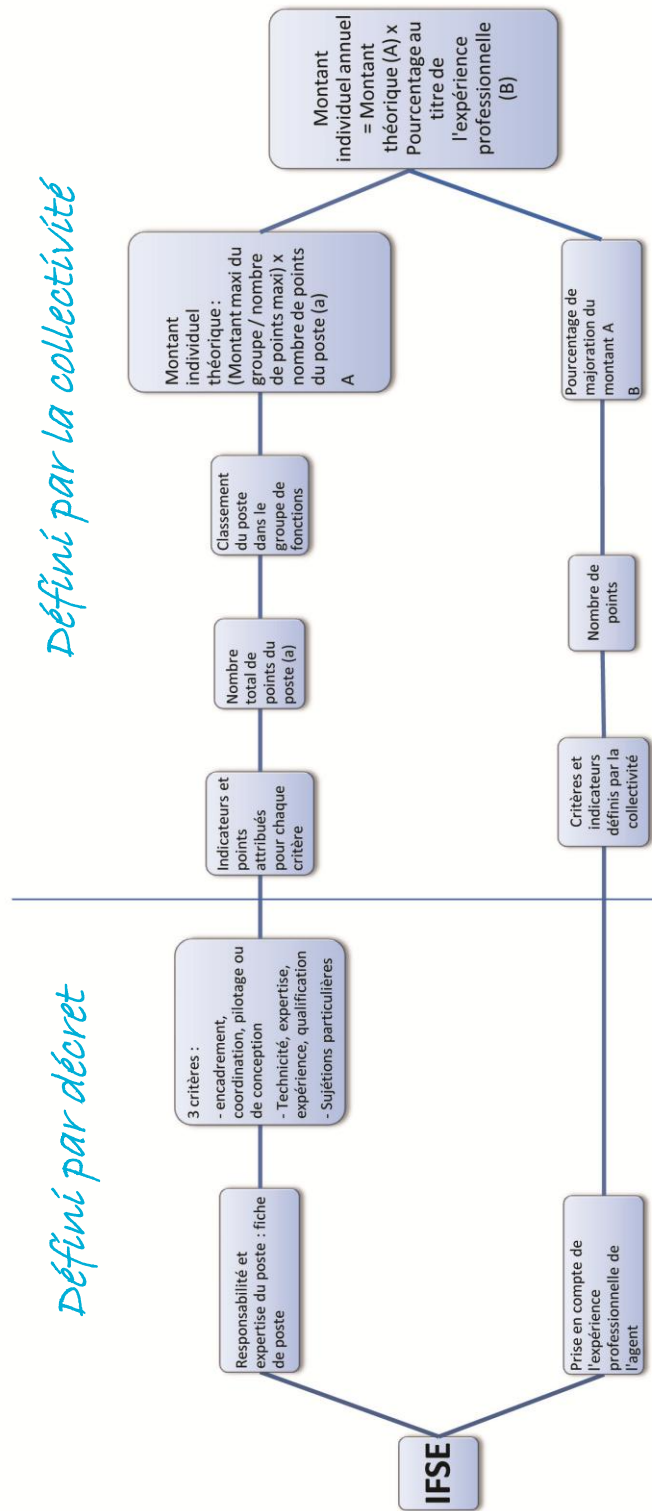 Défini par décret
Défini par la collectivité
IFSE
Responsabilité et
expertise du poste : fiche
de poste
3 critères :
- encadrement,
coordination, pilotage ou
de conception
- Technicité, expertise,
expérience, qualification
- Sujétions particulières
Indicateurs et
points
attribués
pour chaque
critère
Nombre
total de
points du
poste (a)
Classement
du poste
dans le
groupe de
fonctions
Montant
individuel
théorique :
(Montant maxi du
groupe / nombre
de points maxi) x
nombre de points
du poste (a)
A
Prise en compte de
l'expérience
professionnelle de
l'agent
Critères et
indicateurs
définis par la
collectivité
Nombre de
points
Pourcentage de
majoration du
montant A
B
Montant
individuel annuel
= Montant
théorique (A) x
Pourcentage au
titre de
l'expérience
professionnelle
(B)